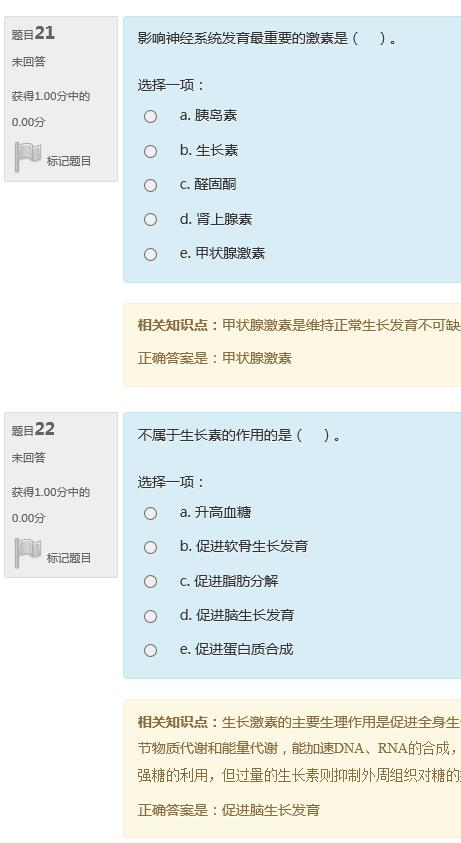 题目21
未回答
获得1.00分中的
0.00分
标记题目
影响神经系统发育最重要的激素是（ ）。
选择一项：
a. 胰岛素
b. 生长素
c. 醛固酮
d. 肾上腺素
e. 甲状腺激素
相关知识点：甲状腺激素是维持正常生长发育不可缺
正确答案是：甲状腺激素
题目22
未回答
获得1.00分中的
0.00分
标记题目
不属于生长素的作用的是（ ）。
选择一项：
a. 升高血糖
b. 促进软骨生长发育
c. 促进脂肪分解
d. 促进脑生长发育
e. 促进蛋白质合成
相关知识点：生长激素的主要生理作用是促进全身生
节物质代谢和能量代谢，能加速DNA、RNA的合成，
强糖的利用，但过量的生长素则抑制外周组织对糖的
正确答案是：促进脑生长发育